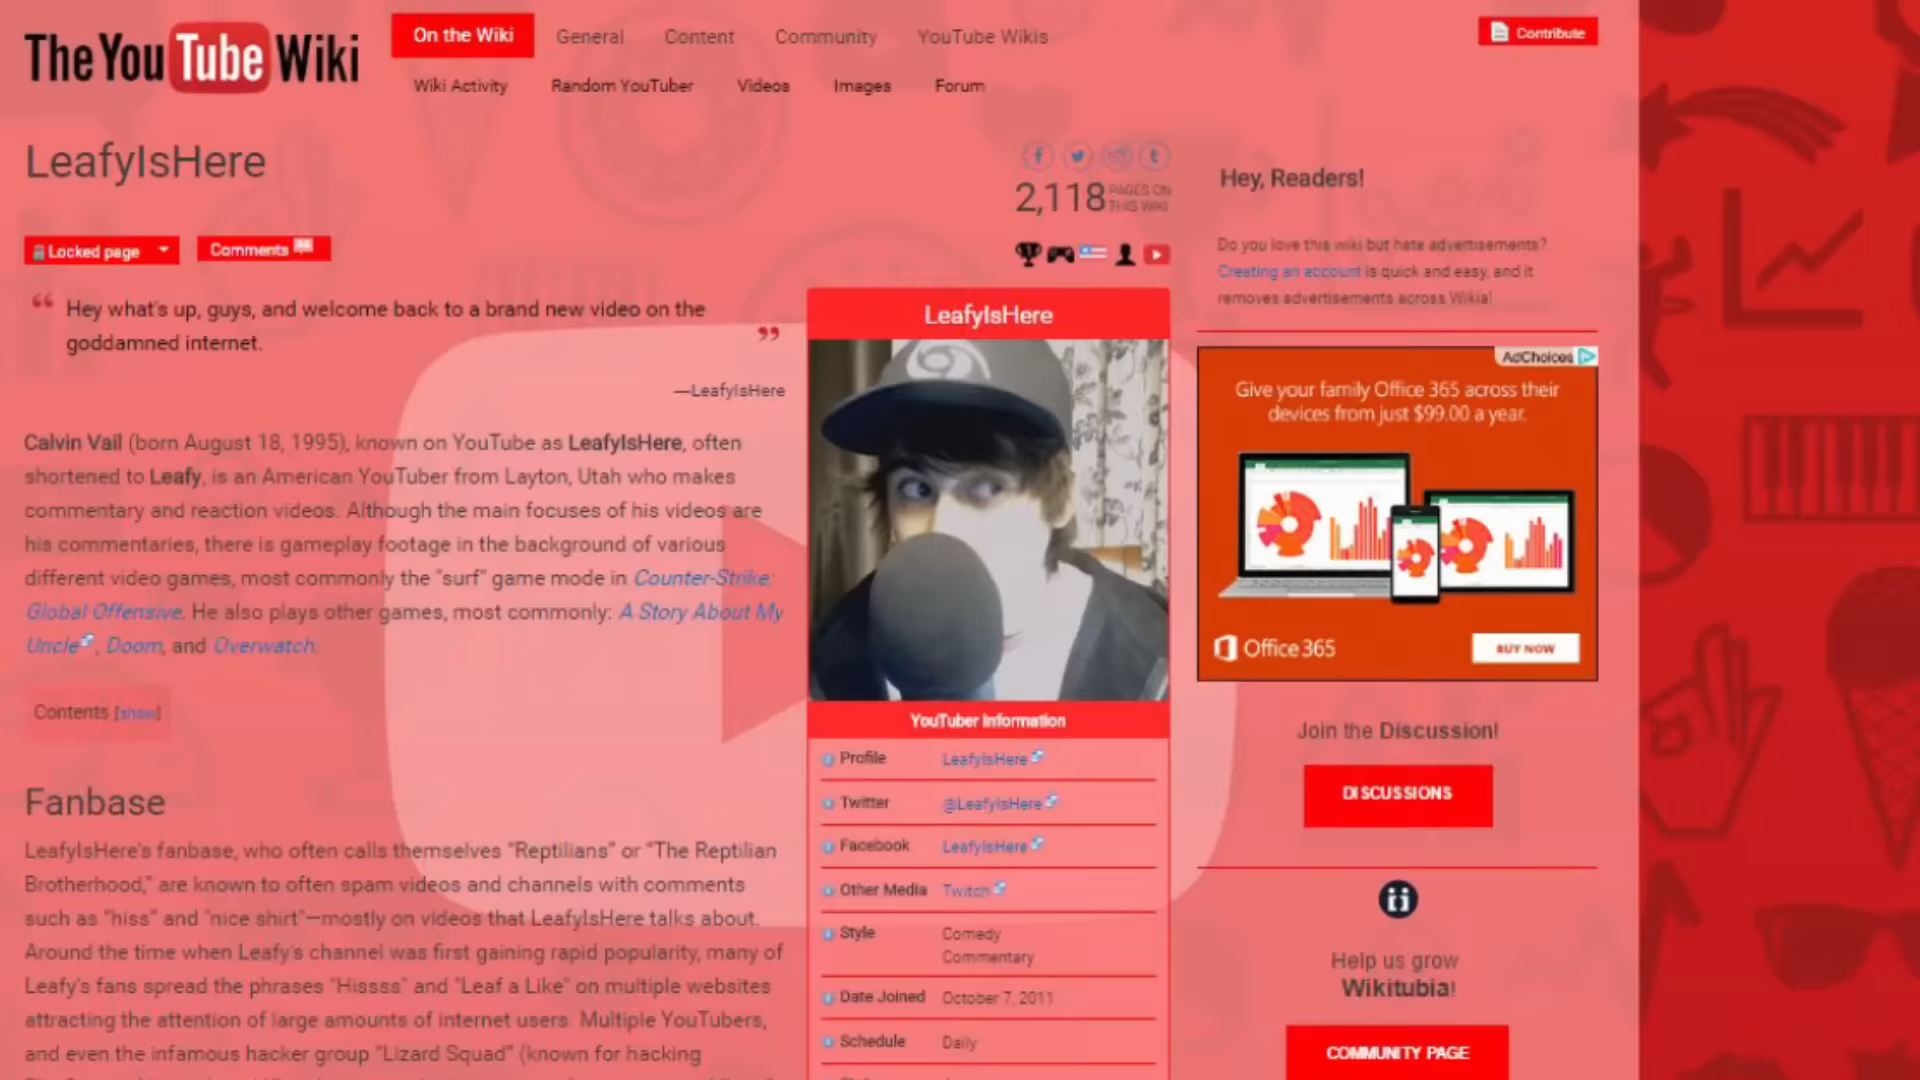 The YouTube Wiki
On the Wiki General Content Community YouTube Wikis
Contribute
Wiki Activity Random YouTuber Videos Images Forum
LeafyIsHere
2,118 PAGES ON THIS WIKI
Locked page
Comments
“ Hey what's up, guys, and welcome back to a brand new video on the
goddamned internet. ”
—LeafyIsHere
Calvin Vail (born August 18, 1995), known on YouTube as LeafyIsHere, often
shortened to Leafy, is an American YouTuber from Layton, Utah who makes
commentary and reaction videos. Although the main focuses of his videos are
his commentaries, there is gameplay footage in the background of various
different video games, most commonly the "surf" game mode in Counter-Strike:
Global Offensive. He also plays other games, most commonly: A Story About My
Uncle, Doom, and Overwatch.
Contents [show]
Fanbase
LeafyIsHere's fanbase, who often calls themselves "Reptilians" or "The Reptilian
Brotherhood," are known to often spam videos and channels with comments
such as "hiss" and "nice shirt"—mostly on videos that LeafyIsHere talks about.
Around the time when Leafy's channel was first gaining rapid popularity, many of
Leafy's fans spread the phrases "Hissss" and "Leaf a Like" on multiple websites
attracting the attention of large amounts of internet users. Multiple YouTubers,
and even the infamous hacker group "Lizard Squad" (known for hacking
LeafyIsHere
YouTuber Information
Profile LeafyIsHere
Twitter @LeafyIsHere
Facebook LeafyIsHere
Other Media Twitch
Style Comedy
Commentary
Date Joined October 7, 2011
Schedule Daily
Hey, Readers!
Do you love this wiki but hate advertisements?
Creating an account is quick and easy, and it
removes advertisements across Wikia!
AdChoices
Give your family Office 365 across their
devices from just $99.00 a year.
Office 365
BUY NOW
Join the Discussion!
DISCUSSIONS
Help us grow
Wikitubia!
COMMUNITY PAGE